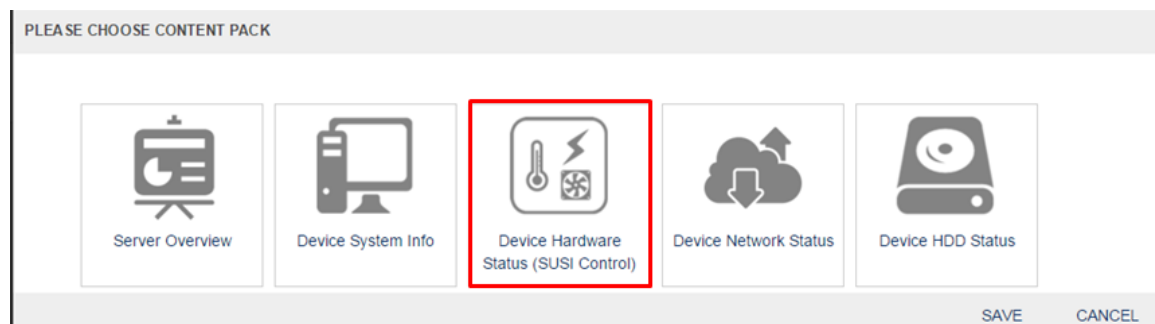 PLEASE CHOOSE CONTENT PACK
Server Overview
Device System Info
Device Hardware
Status (SUSI Control)
Device Network Status
Device HDD Status
SAVE
CANCEL